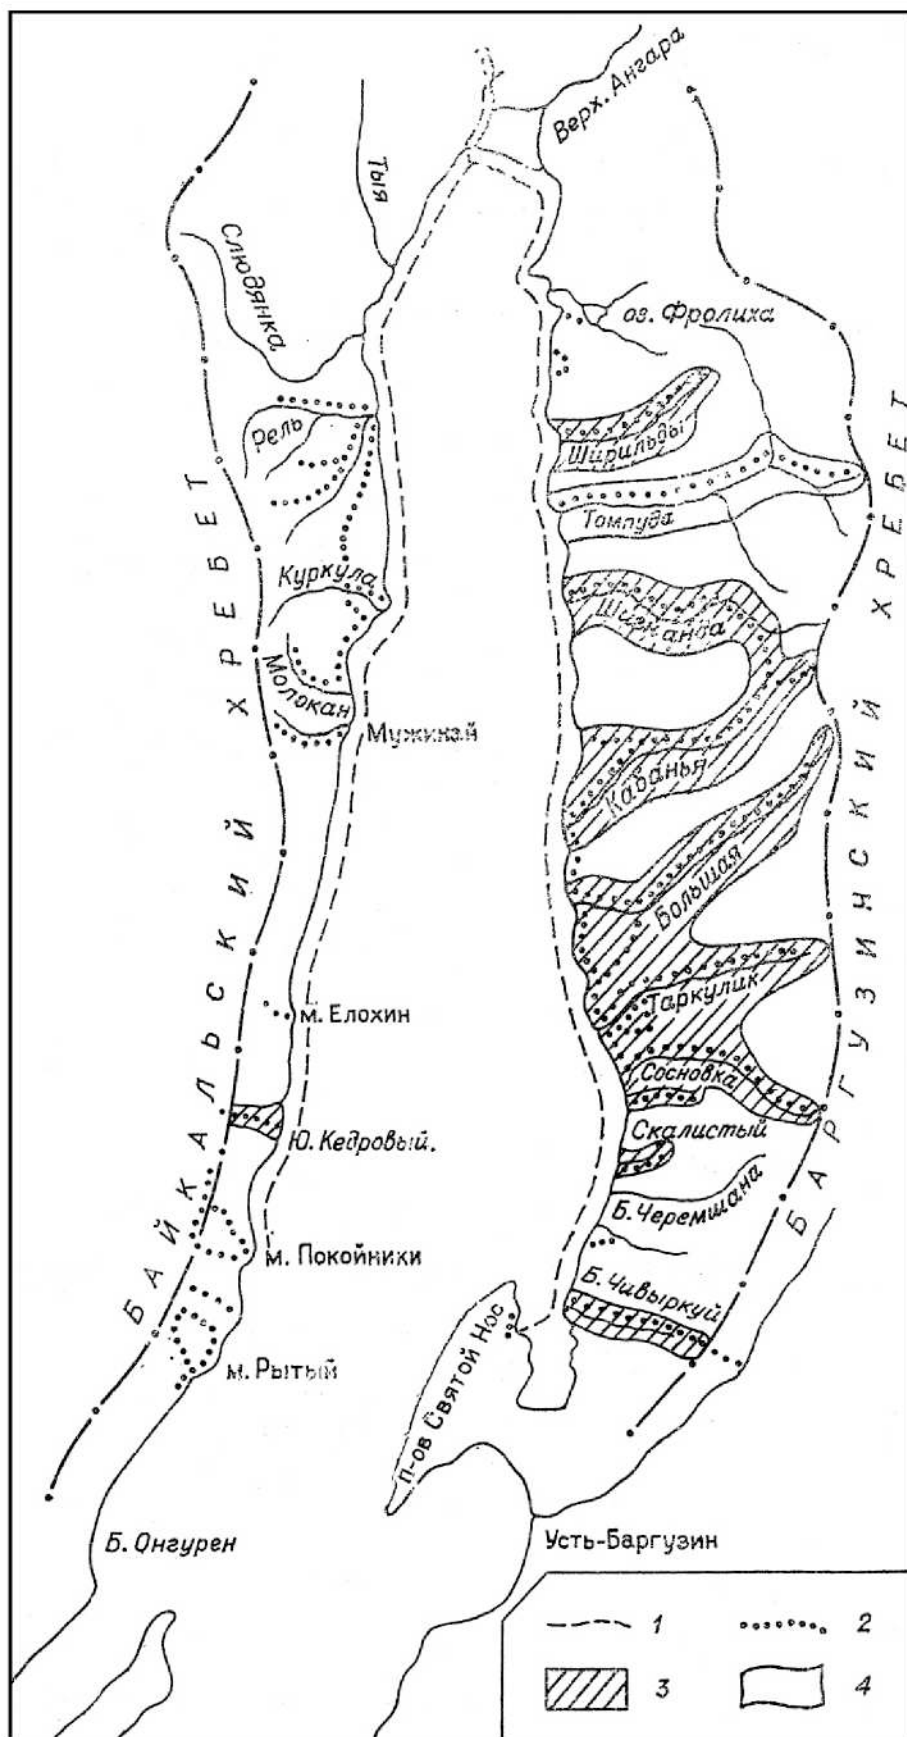 Верх. Ангара
Тыя
Слюдянка
оз. Фролиха
Рель
Ширильды
Томпуда
БАЙКАЛЬСКИЙ ХРЕБЕТ
БАРГУЗИНСКИЙ ХРЕБЕТ
Куркула
Молокан
Мужинай
Кабанья
Большая
м. Елохин
Таркулик
Сосновка
Ю. Кедровый.
Скалистый
Б. Черемшана
м. Покойники
Б. Чивыркуй
п-ов Святой Нос
м. Рытый
Б. Онгурен
Усть-Баргузин
1 2
3 4